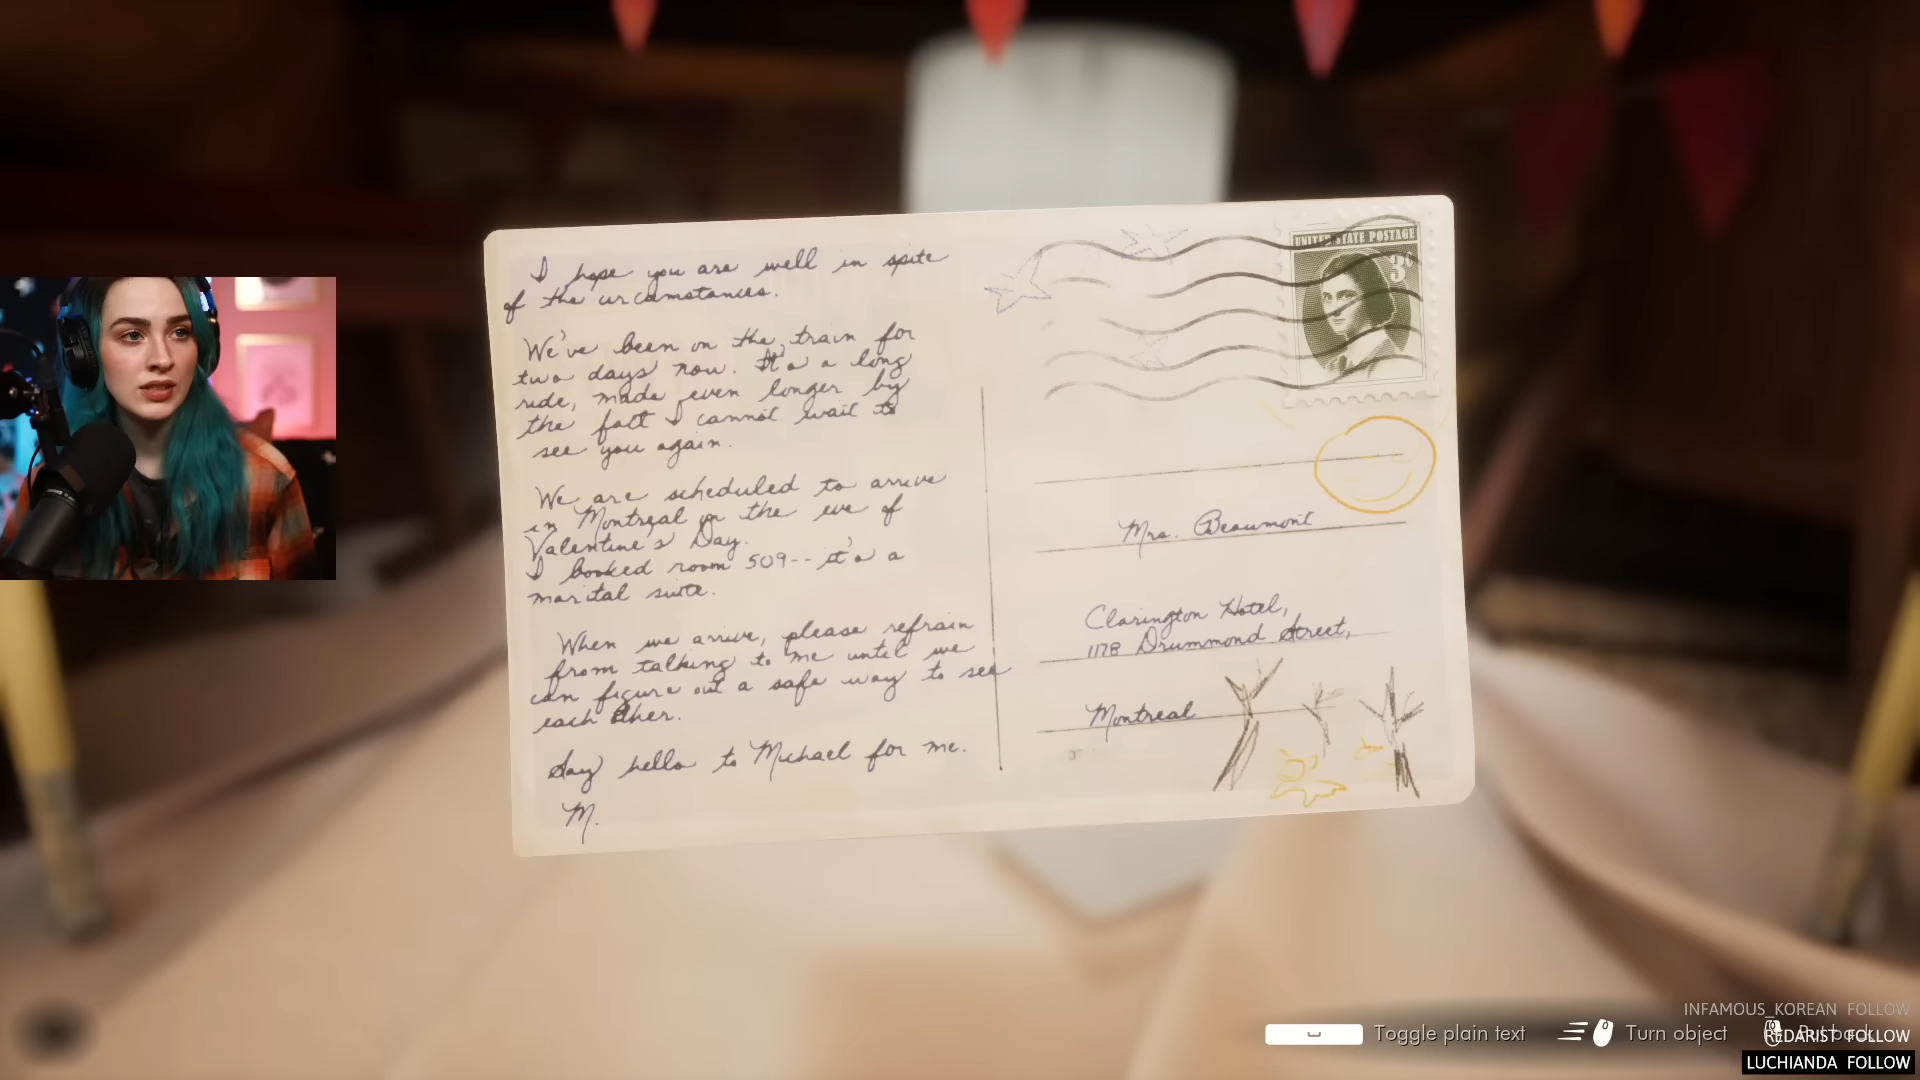 I hope you are well in spite
of the circumstances.
We've been on the train for
two days now. It's a long
ride, made even longer by
the fact I cannot wait to
see you again.
We are scheduled to arrive
in Montreal on the eve of
Valentine's Day.
I booked room 509-- it's a
marital suite.
When we arrive, please refrain
from talking to me until we
can figure out a safe way to see
each other.
Say hello to Michael for me.
M.
UNITED STATE POSTAGE
3¢
Mrs. Beaumont
Clarington Hotel,
1178 Drummond Street,
Montreal
INFAMOUS_KOREAN FOLLOW
Toggle plain text
Turn object
REDARIST FOLLOW
LUCHIANDA FOLLOW